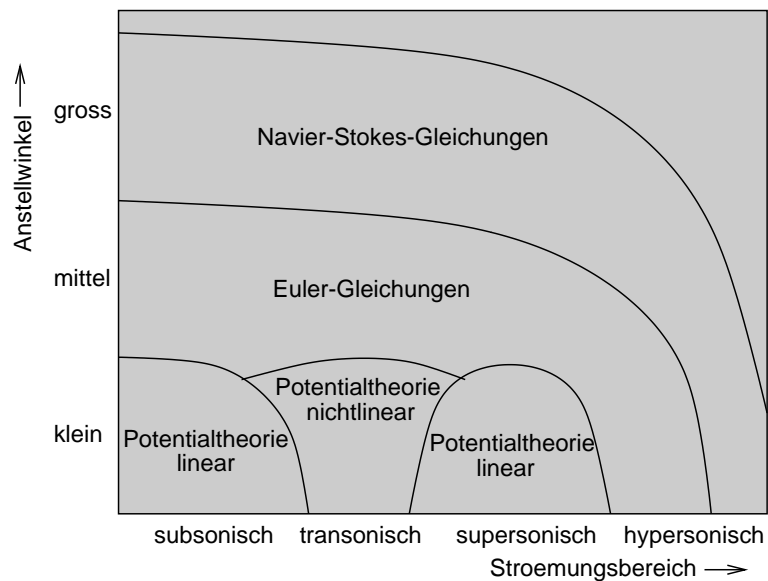 Anstellwinkel
gross
mittel
klein
Navier-Stokes-Gleichungen
Euler-Gleichungen
Potentialtheorie
nichtlinear
Potentialtheorie
linear
Potentialtheorie
linear
subsonisch
transonisch
supersonisch
hypersonisch
Stroemungsbereich